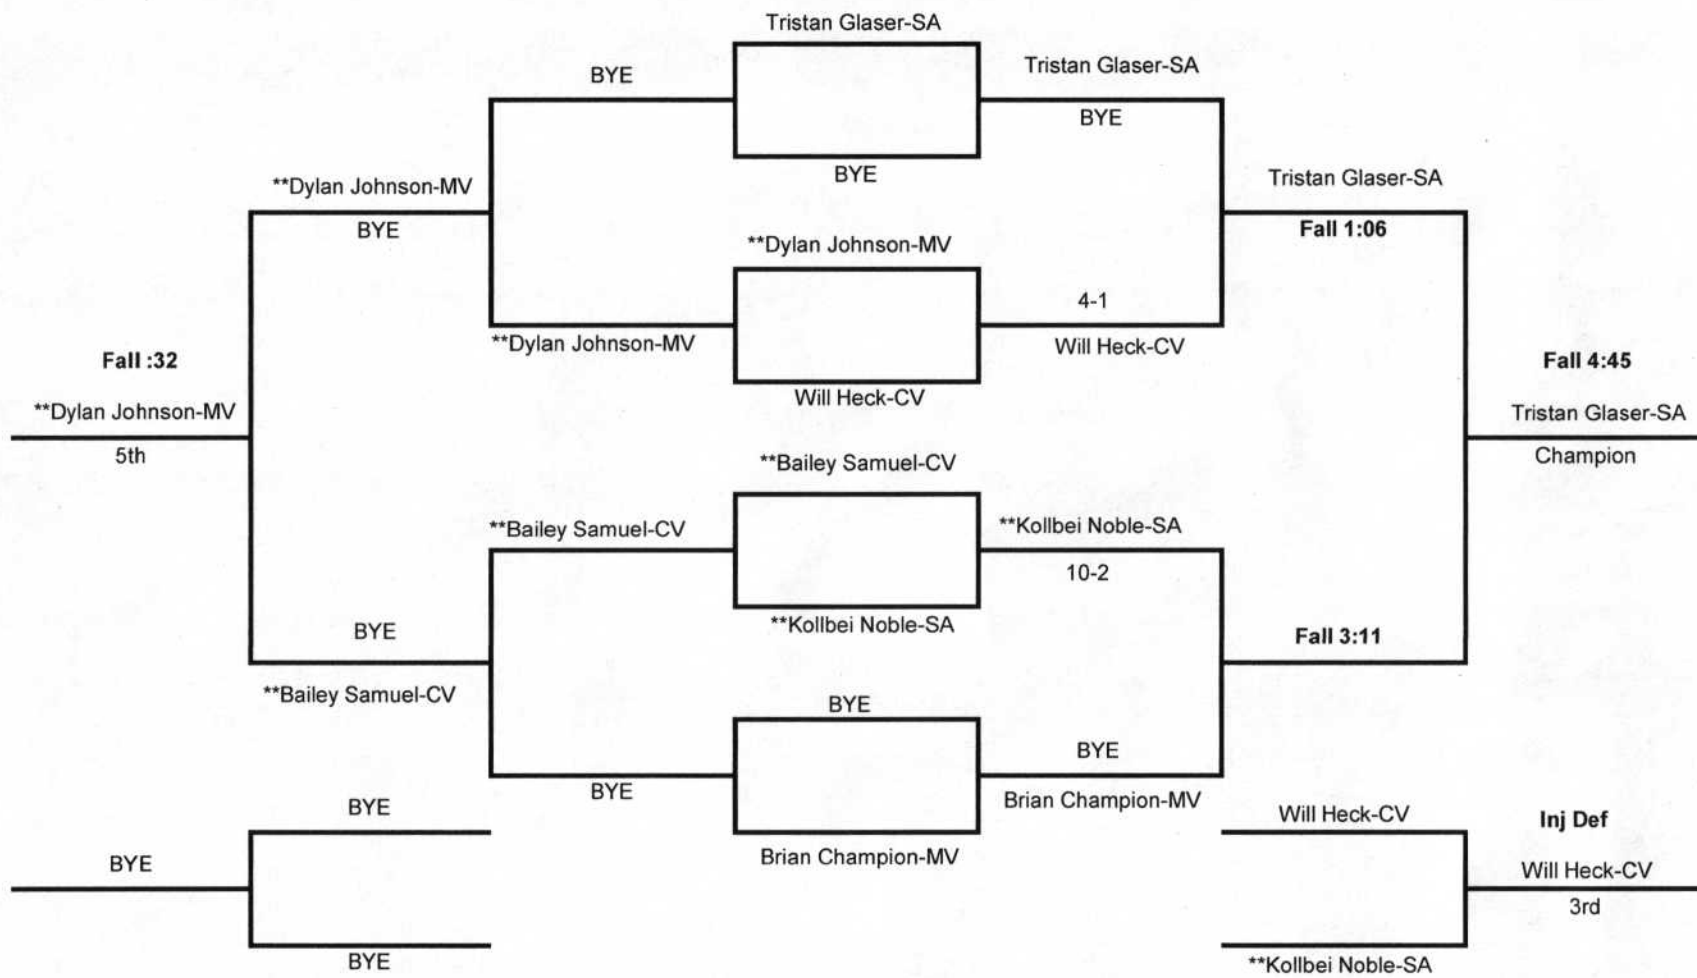 Tristan Glaser-SA
BYE
Tristan Glaser-SA
BYE
BYE
**Dylan Johnson-MV
BYE
Tristan Glaser-SA
Fall 1:06
**Dylan Johnson-MV
4-1
**Dylan Johnson-MV
Will Heck-CV
Will Heck-CV
Fall :32
**Dylan Johnson-MV
5th
Fall 4:45
Tristan Glaser-SA
Champion
**Bailey Samuel-CV
**Bailey Samuel-CV
**Kollbei Noble-SA
10-2
**Kollbei Noble-SA
BYE
**Bailey Samuel-CV
Fall 3:11
BYE
BYE
BYE
Brian Champion-MV
Brian Champion-MV
BYE
BYE
BYE
Will Heck-CV
**Kollbei Noble-SA
Inj Def
Will Heck-CV
3rd